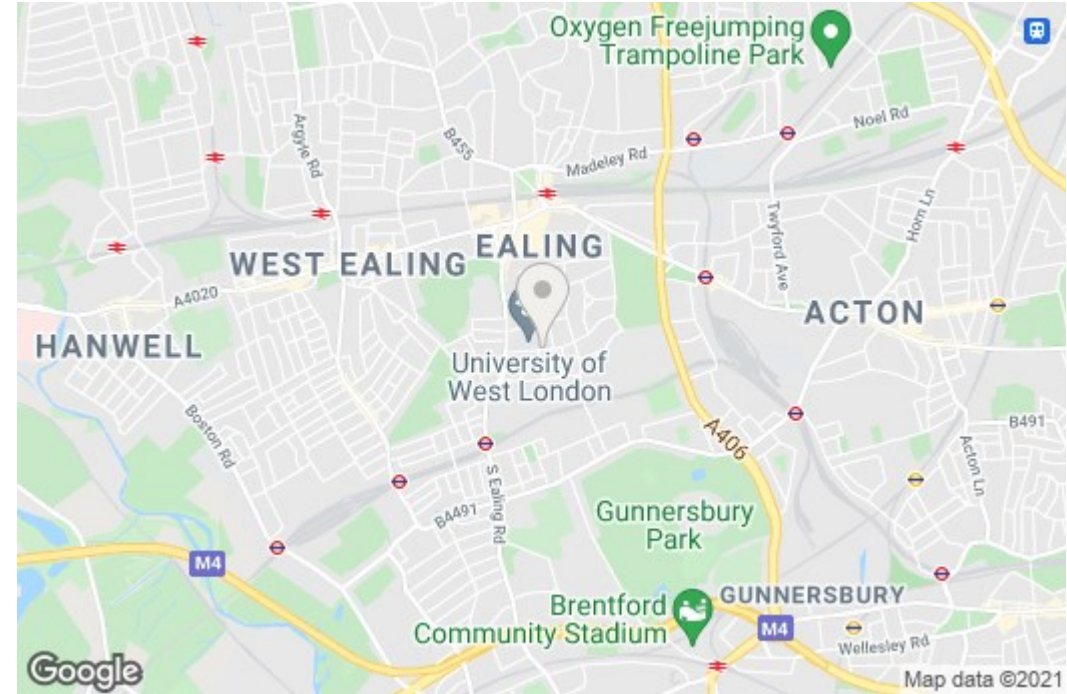 Oxygen Freejumping
Trampoline Park
Noel Rd
Argyle Rd
B455
Madeley Rd
Horn Ln
Twyford Ave
EALING
WEST EALING
A4020
ACTON
HANWELL
University of
West London
Boston Rd
A406
B491
Acton Ln
S Ealing Rd
B4491
Gunnersbury
Park
M4
GUNNERSBURY
Brentford
Community Stadium
M4
Wellesley Rd
Google
Map data ©2021